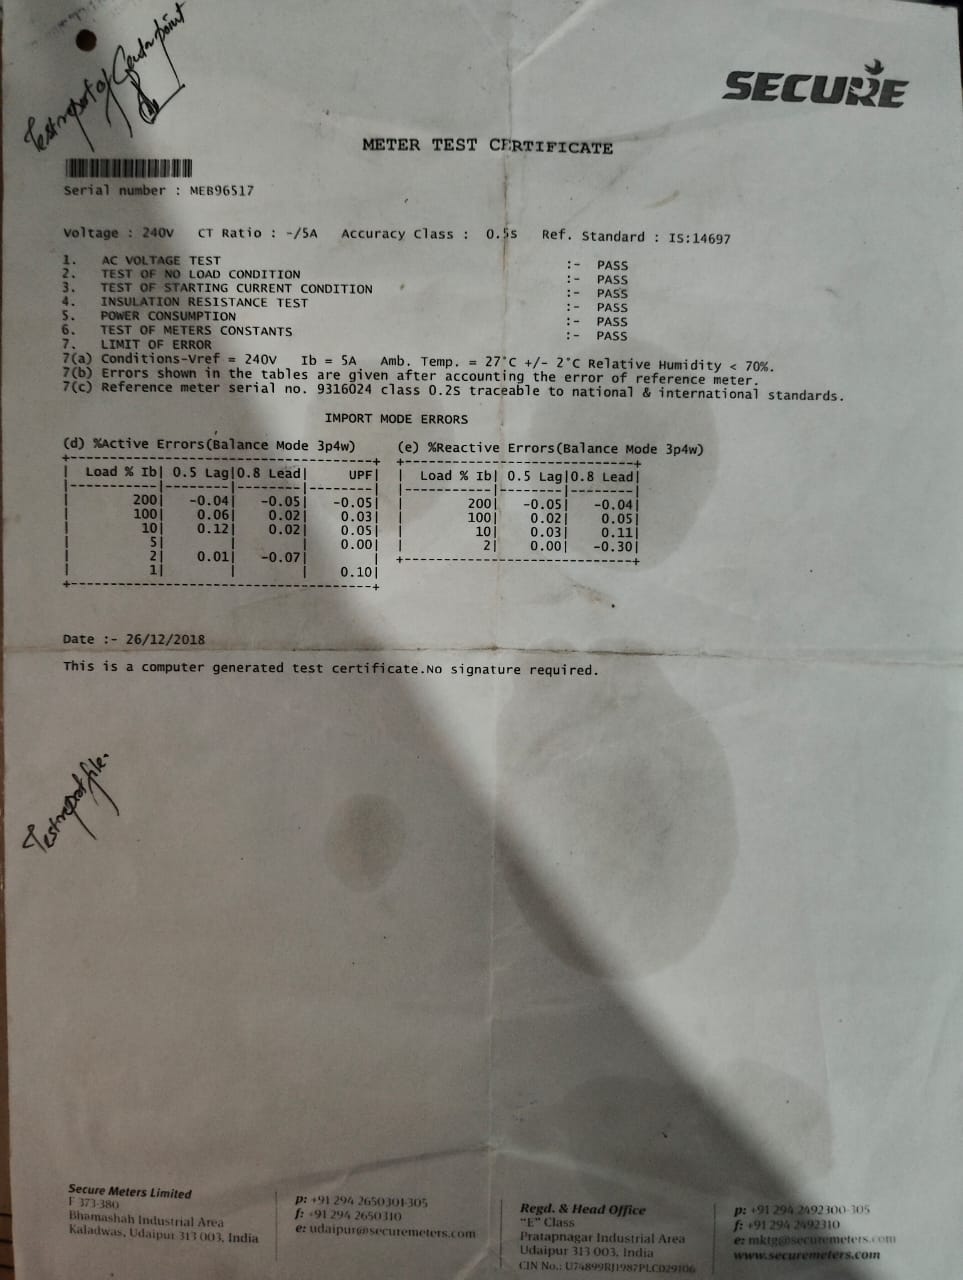 Test report of
SECURE
METER TEST CERTIFICATE
Serial number : MEB96517
Voltage : 240V CT Ratio : -/5A Accuracy Class : 0.5s Ref. Standard : IS:14697
1. AC VOLTAGE TEST :- PASS
2. TEST OF NO LOAD CONDITION :- PASS
3. TEST OF STARTING CURRENT CONDITION :- PASS
4. INSULATION RESISTANCE TEST :- PASS
5. POWER CONSUMPTION :- PASS
6. TEST OF METERS CONSTANTS :- PASS
7. LIMIT OF ERROR
7(a) Conditions-Vref = 240V Ib = 5A Amb. Temp. = 27°C +/- 2°C Relative Humidity < 70%.
7(b) Errors shown in the tables are given after accounting the error of reference meter.
7(c) Reference meter serial no. 9316024 class 0.2S traceable to national & international standards.
IMPORT MODE ERRORS
(d) %Active Errors(Balance Mode 3p4w)
Load % Ib| 0.5 Lag|0.8 Lead| UPF|
200| -0.04| -0.05| -0.05|
100| 0.06| 0.02| 0.03|
10| 0.12| 0.02| 0.05|
5| | | 0.00|
2| 0.01| -0.07| |
1| | | 0.10|
(e) %Reactive Errors(Balance Mode 3p4w)
Load % Ib| 0.5 Lag|0.8 Lead|
200| -0.05| -0.04|
100| 0.02| 0.05|
10| 0.03| 0.11|
2| 0.00| -0.30|
Date :- 26/12/2018
This is a computer generated test certificate.No signature required.
Test report file.
Secure Meters Limited
F 373-380
Bhamashah Industrial Area
Kaladwas, Udaipur 313 003, India
p: +91 294 2650301-305
f: +91 294 2650310
e: udaipur@securemeters.com
Regd. & Head Office
"E" Class
Pratapnagar Industrial Area
Udaipur 313 003, India
CIN No.: U74899RJ1987PLC029106
p: +91 294 2492300-305
f: +91 294 2492310
e: mktg@securemeters.com
www.securemeters.com